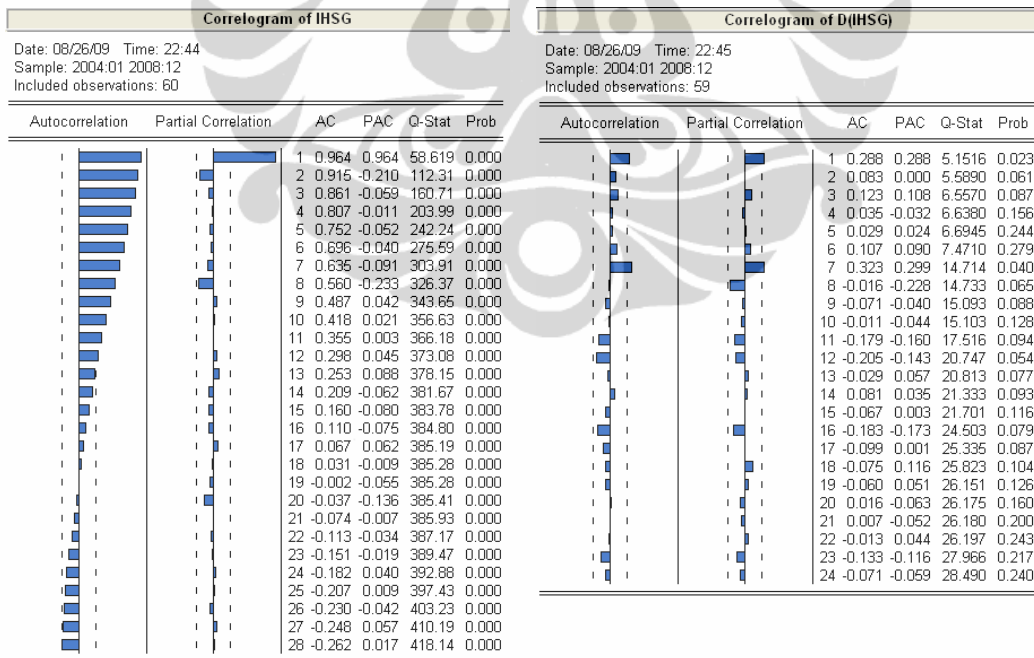 Correlogram of IHSG
Date: 08/26/09 Time: 22:44
Sample: 2004:01 2008:12
Included observations: 60
Autocorrelation Partial Correlation AC PAC Q-Stat Prob
1 0.964 0.964 58.619 0.000
2 0.915 -0.210 112.31 0.000
3 0.861 -0.059 160.71 0.000
4 0.807 -0.011 203.99 0.000
5 0.752 -0.052 242.24 0.000
6 0.696 -0.040 275.59 0.000
7 0.635 -0.091 303.91 0.000
8 0.560 -0.233 326.37 0.000
9 0.487 0.042 343.65 0.000
10 0.418 0.021 356.63 0.000
11 0.355 0.003 366.18 0.000
12 0.298 0.045 373.08 0.000
13 0.253 0.088 378.15 0.000
14 0.209 -0.062 381.67 0.000
15 0.160 -0.080 383.78 0.000
16 0.110 -0.075 384.80 0.000
17 0.067 0.062 385.19 0.000
18 0.031 -0.009 385.28 0.000
19 -0.002 -0.055 385.28 0.000
20 -0.037 -0.136 385.41 0.000
21 -0.074 -0.007 385.93 0.000
22 -0.113 -0.034 387.17 0.000
23 -0.151 -0.019 389.47 0.000
24 -0.182 0.040 392.88 0.000
25 -0.207 0.009 397.43 0.000
26 -0.230 -0.042 403.23 0.000
27 -0.248 0.057 410.19 0.000
28 -0.262 0.017 418.14 0.000
Correlogram of D(IHSG)
Date: 08/26/09 Time: 22:45
Sample: 2004:01 2008:12
Included observations: 59
Autocorrelation Partial Correlation AC PAC Q-Stat Prob
1 0.288 0.288 5.1516 0.023
2 0.083 0.000 5.5890 0.061
3 0.123 0.108 6.5570 0.087
4 0.035 -0.032 6.6380 0.156
5 0.029 0.024 6.6945 0.244
6 0.107 0.090 7.4710 0.279
7 0.323 0.299 14.714 0.040
8 -0.016 -0.228 14.733 0.065
9 -0.071 -0.040 15.093 0.088
10 -0.011 -0.044 15.103 0.128
11 -0.179 -0.160 17.516 0.094
12 -0.205 -0.143 20.747 0.054
13 -0.029 0.057 20.813 0.077
14 0.081 0.035 21.333 0.093
15 -0.067 0.003 21.701 0.116
16 -0.183 -0.173 24.503 0.079
17 -0.099 0.001 25.335 0.087
18 -0.075 0.116 25.823 0.104
19 -0.060 0.051 26.151 0.126
20 0.016 -0.063 26.175 0.160
21 0.007 -0.052 26.180 0.200
22 -0.013 0.044 26.197 0.243
23 -0.133 -0.116 27.966 0.217
24 -0.071 -0.059 28.490 0.240